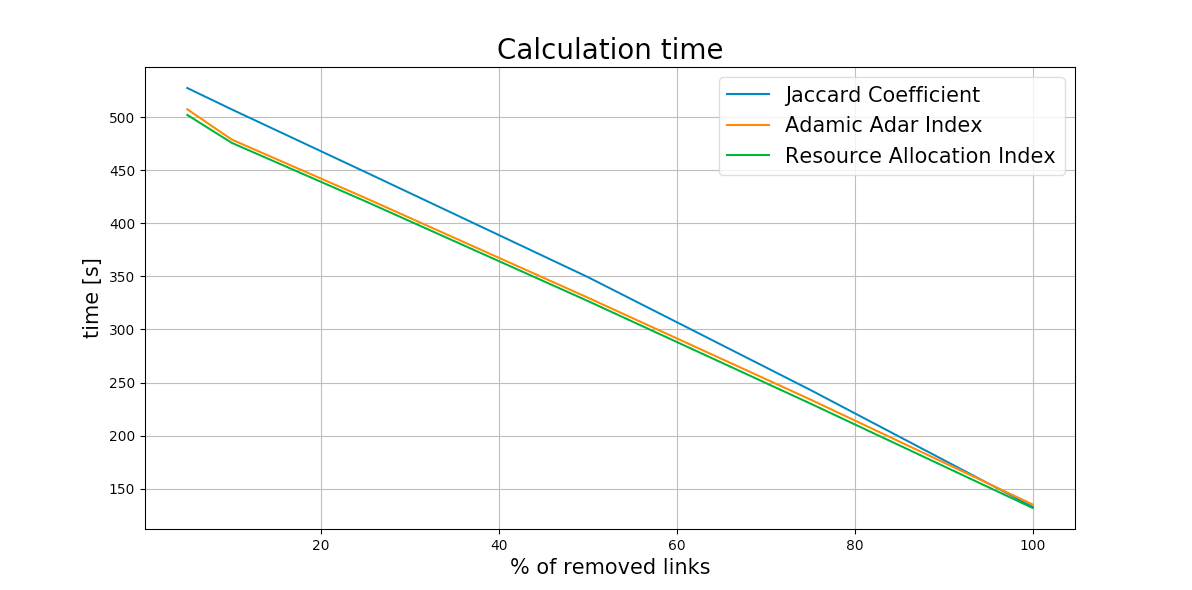 Calculation time
Jaccard Coefficient
Adamic Adar Index
Resource Allocation Index
time [s]
500
450
400
350
300
250
200
150
20 40 60 80 100
% of removed links